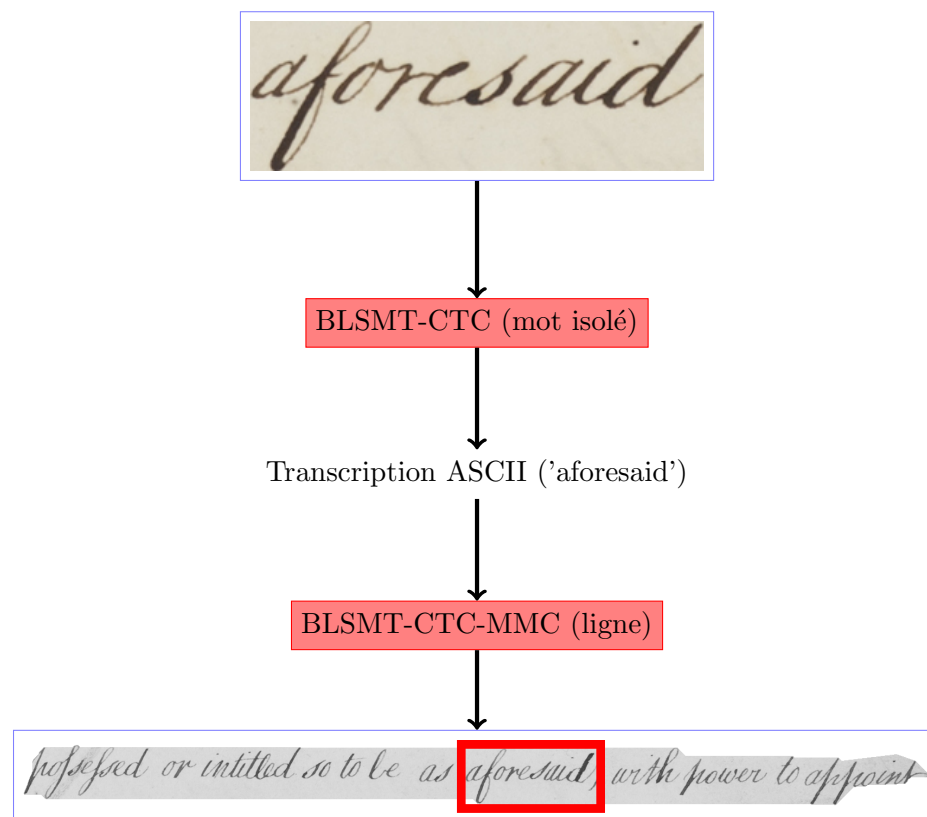 aforesaid
BLSMT-CTC (mot isolé)
Transcription ASCII ('aforesaid')
BLSMT-CTC-MMC (ligne)
poſseſsed or intitled so to be as aforesaid, with power to appoint